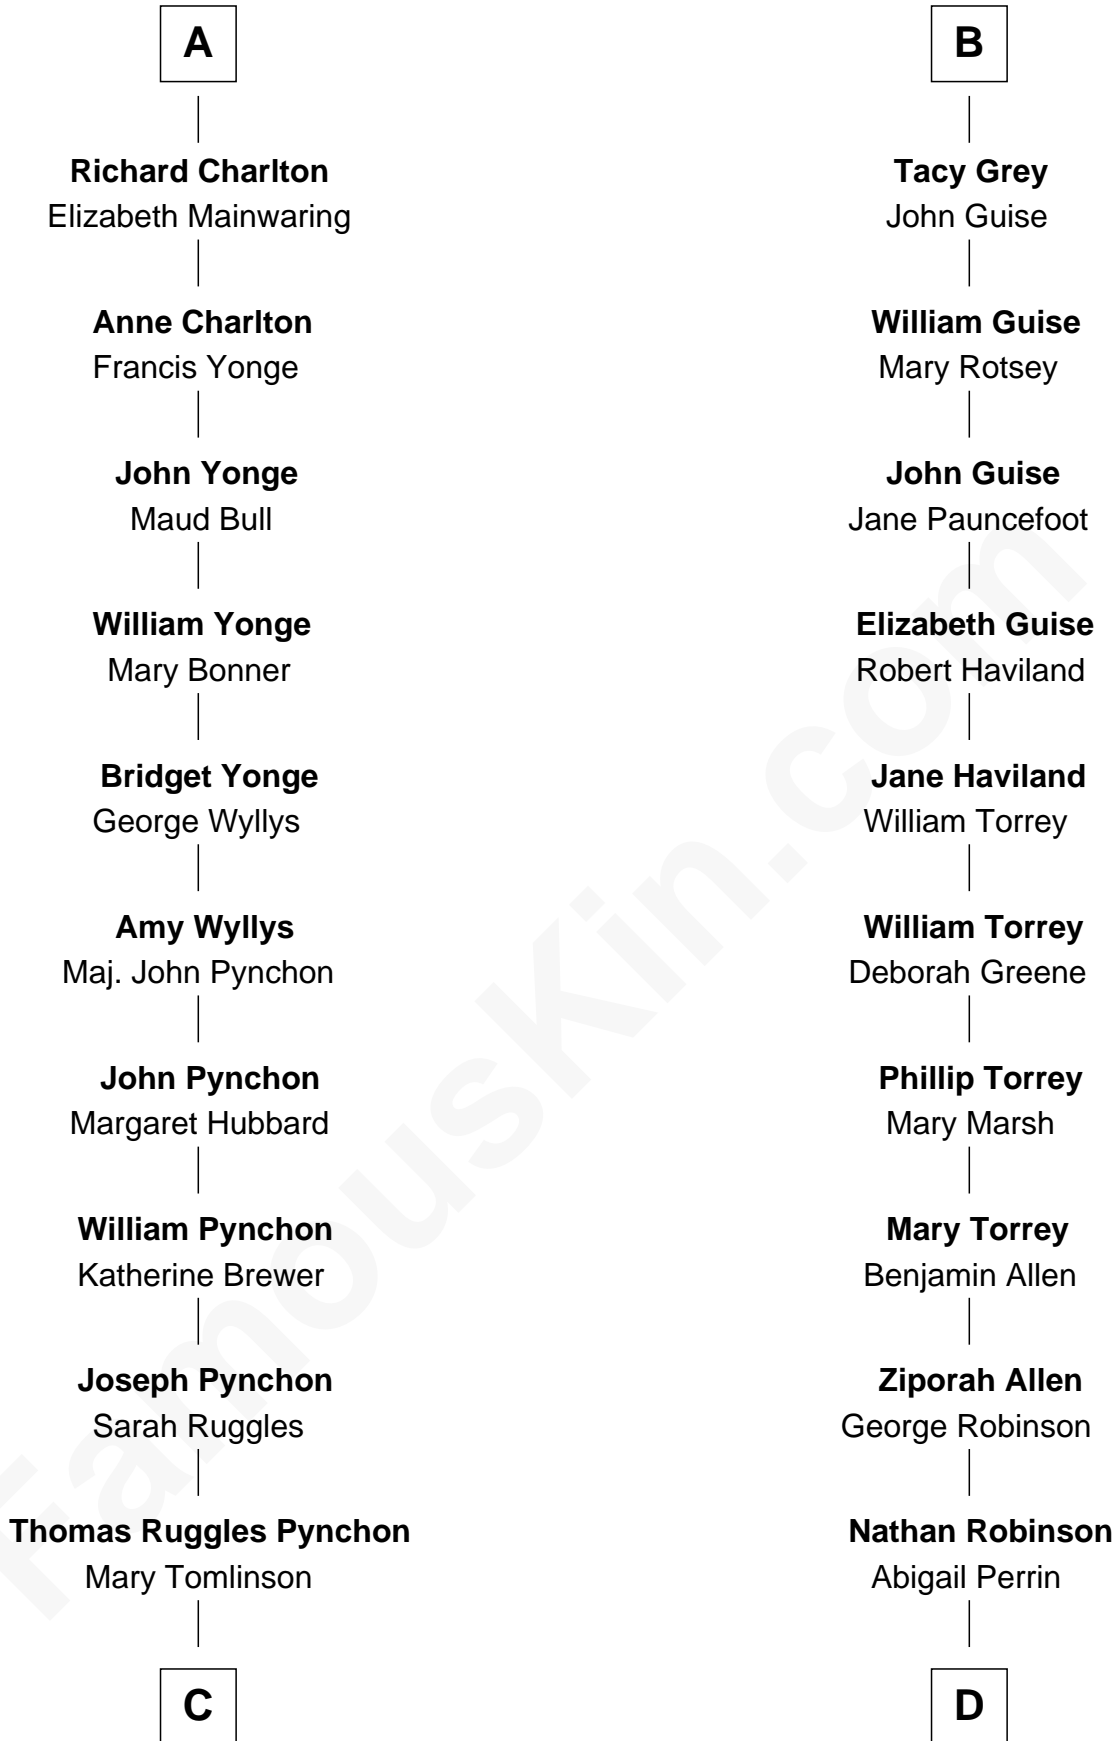 A
Richard Charlton
Elizabeth Mainwaring
Anne Charlton
Francis Yonge
John Yonge
Maud Bull
William Yonge
Mary Bonner
Bridget Yonge
George Wyllys
Amy Wyllys
Maj. John Pynchon
John Pynchon
Margaret Hubbard
William Pynchon
Katherine Brewer
Joseph Pynchon
Sarah Ruggles
Thomas Ruggles Pynchon
Mary Tomlinson
C
B
Tacy Grey
John Guise
William Guise
Mary Rotsey
John Guise
Jane Pauncefoot
Elizabeth Guise
Robert Haviland
Jane Haviland
William Torrey
William Torrey
Deborah Greene
Phillip Torrey
Mary Marsh
Mary Torrey
Benjamin Allen
Ziporah Allen
George Robinson
Nathan Robinson
Abigail Perrin
D
FamousKin.com